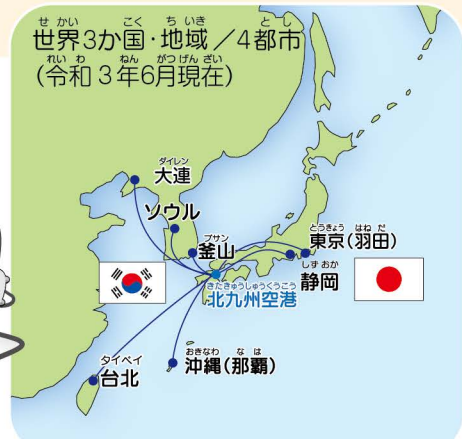 せかい こく ちいき とし
世界3か国・地域／4都市
れいわ ねん がつげんざい
(令和3年6月現在)
ダイレン
大連
ソウル
プサン
釜山
とうきょう はねだ
東京(羽田)
しずおか
静岡
きたきゅうしゅうくうこう
北九州空港
おきなわ なは
沖縄(那覇)
タイペイ
台北